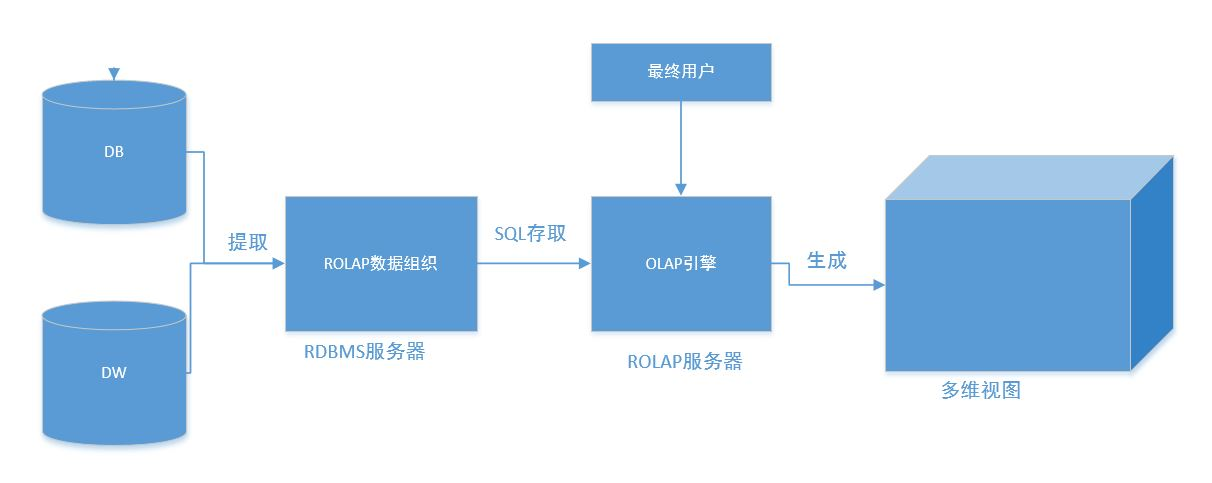 最终用户
DB
提取
SQL存取
生成
ROLAP数据组织
OLAP引擎
RDBMS服务器
ROLAP服务器
DW
多维视图